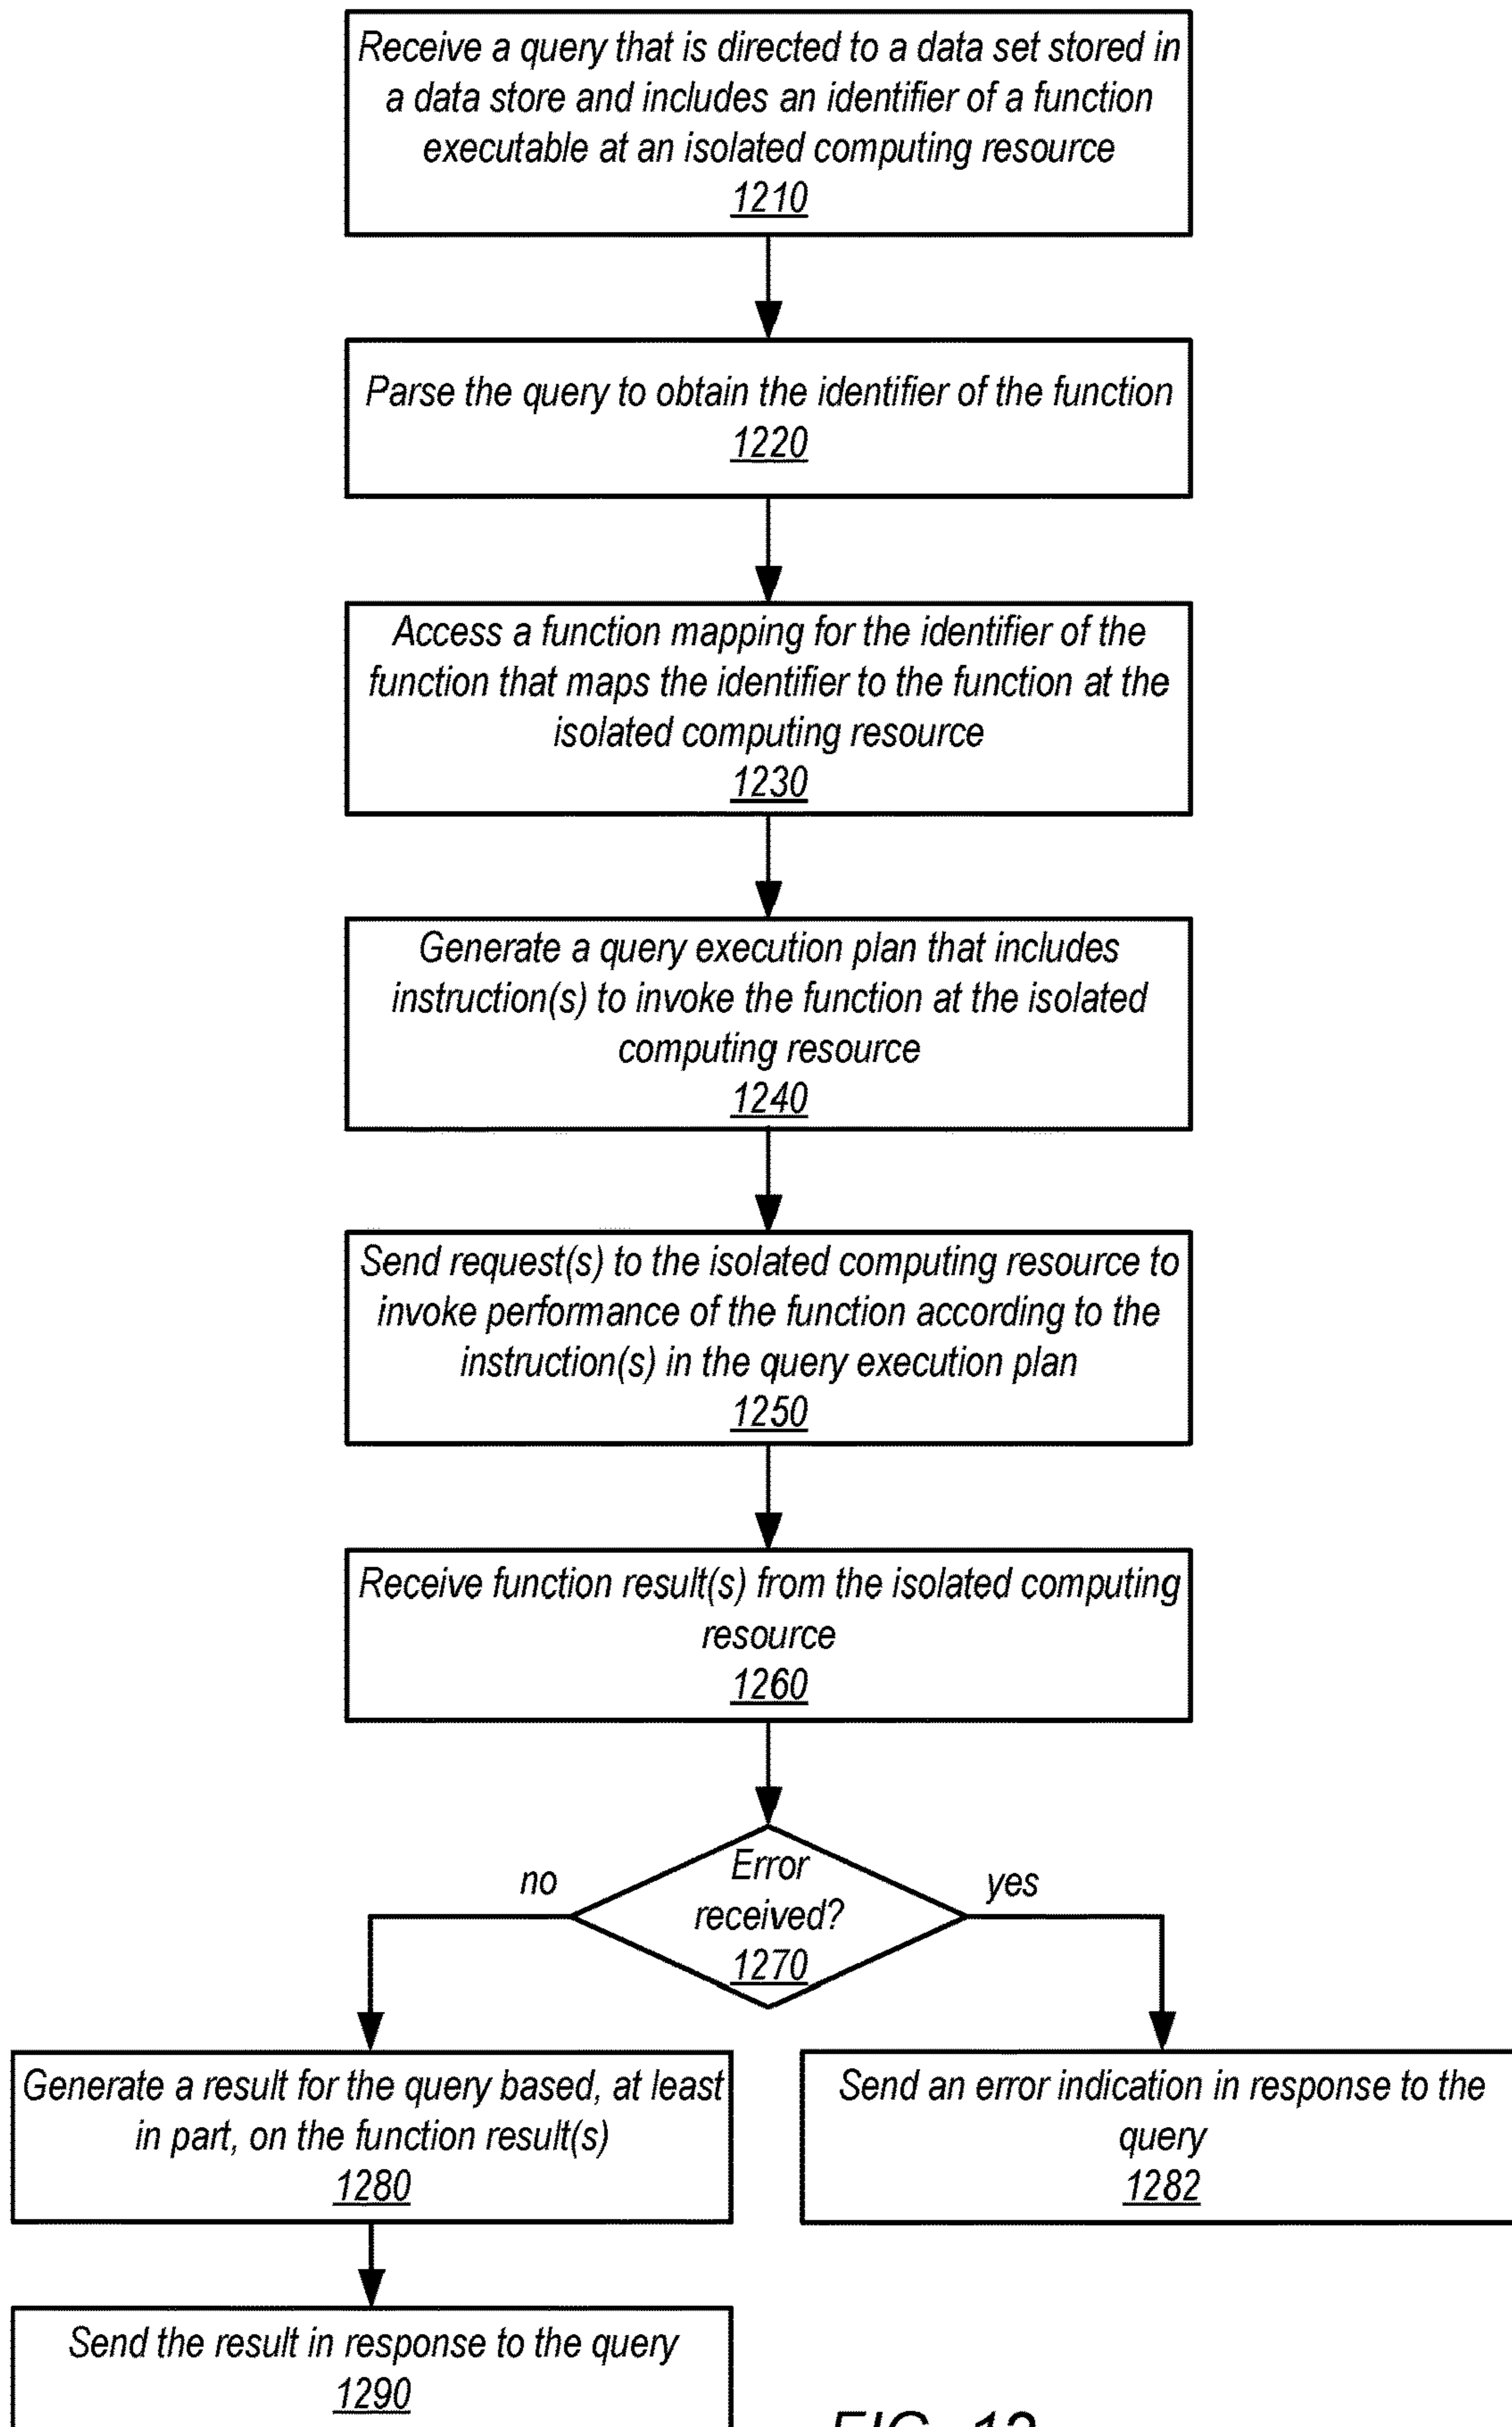 Receive a query that is directed to a data set stored in
a data store and includes an identifier of a function
executable at an isolated computing resource
1210
Parse the query to obtain the identifier of the function
1220
Access a function mapping for the identifier of the
function that maps the identifier to the function at the
isolated computing resource
1230
Generate a query execution plan that includes
instruction(s) to invoke the function at the isolated
computing resource
1240
Send request(s) to the isolated computing resource to
invoke performance of the function according to the
instruction(s) in the query execution plan
1250
Receive function result(s) from the isolated computing
resource
1260
Error
received?
1270
no
yes
Generate a result for the query based, at least
in part, on the function result(s)
1280
Send an error indication in response to the
query
1282
Send the result in response to the query
1290
FIG. 12